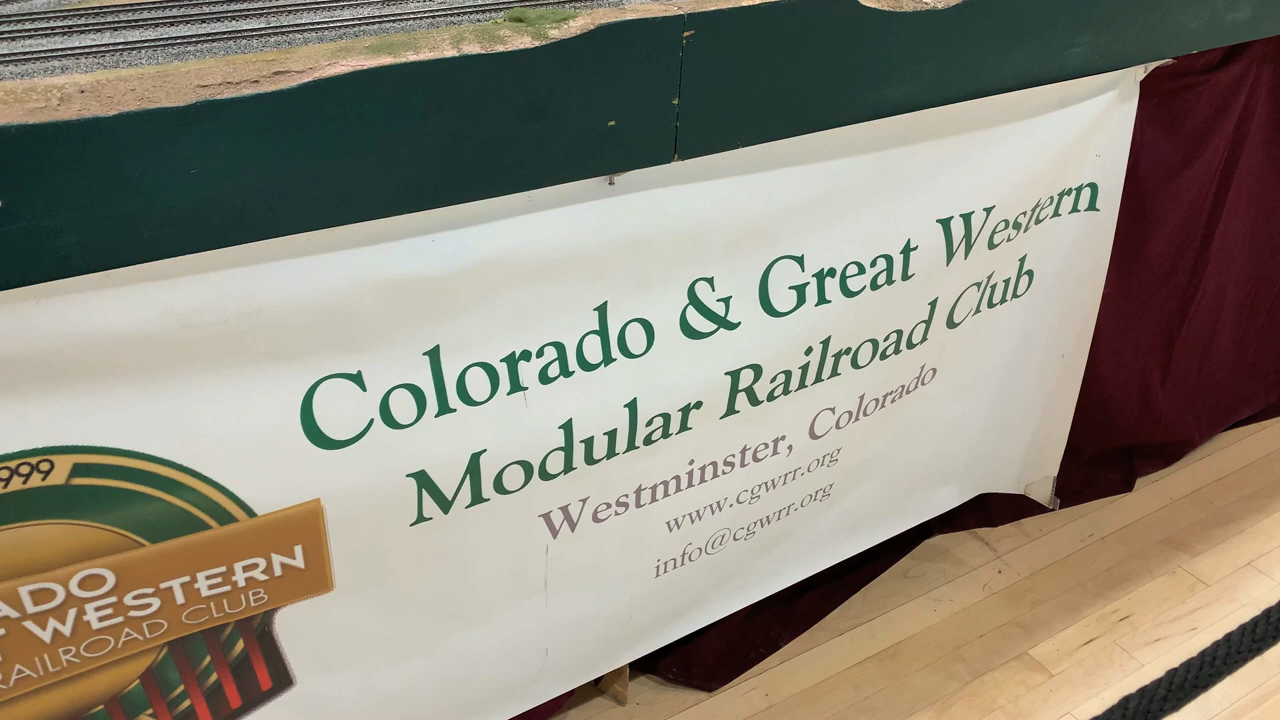 Colorado & Great Western
Modular Railroad Club
Westminster, Colorado
www.cgwrr.org
info@cgwrr.org
999
ADO
WESTERN
RAILROAD CLUB